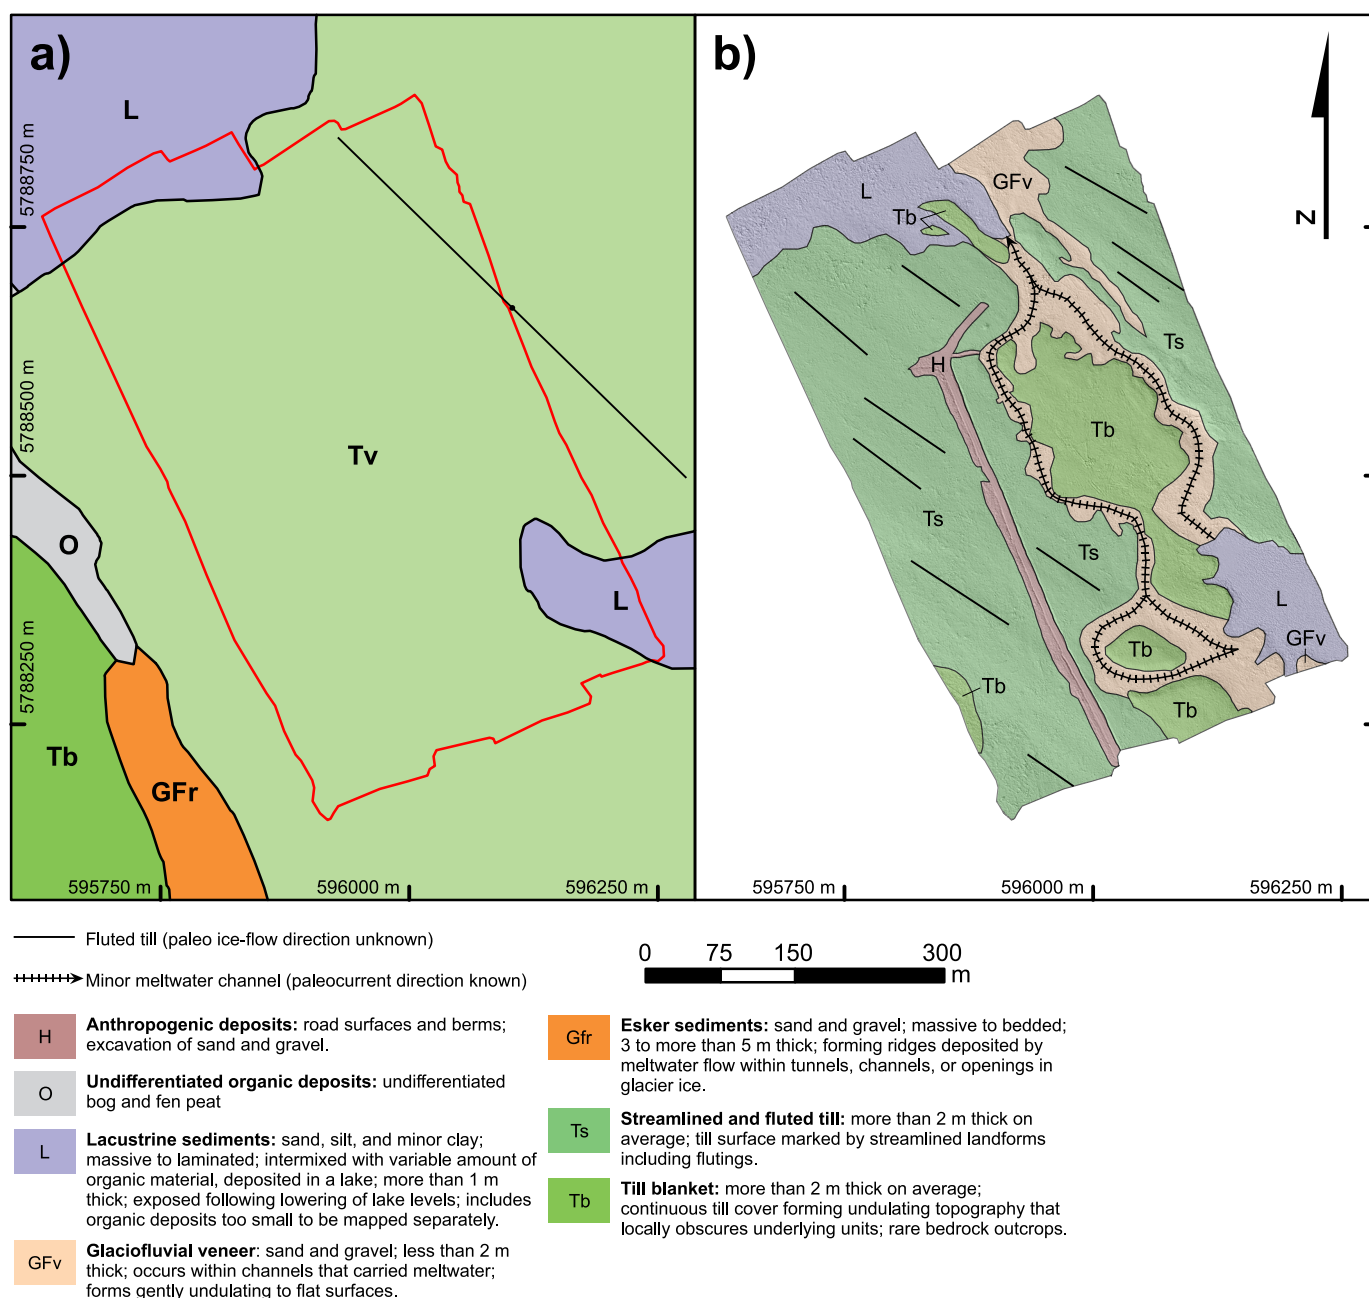 a)
L
5788750 m
5788500 m
5788250 m
Tv
O
L
Tb
GFr
595750 m
596000 m
596250 m
b)
N
L
GFv
Tb
Ts
H
Tb
Ts
Ts
L
GFv
Tb
Tb
Tb
595750 m
596000 m
596250 m
Fluted till (paleo ice-flow direction unknown)
Minor meltwater channel (paleocurrent direction known)
0 75 150 300
m
H
Anthropogenic deposits: road surfaces and berms;
excavation of sand and gravel.
O
Undifferentiated organic deposits: undifferentiated
bog and fen peat
L
Lacustrine sediments: sand, silt, and minor clay;
massive to laminated; intermixed with variable amount of
organic material, deposited in a lake; more than 1 m
thick; exposed following lowering of lake levels; includes
organic deposits too small to be mapped separately.
GFv
Glaciofluvial veneer: sand and gravel; less than 2 m
thick; occurs within channels that carried meltwater;
forms gently undulating to flat surfaces.
Gfr
Esker sediments: sand and gravel; massive to bedded;
3 to more than 5 m thick; forming ridges deposited by
meltwater flow within tunnels, channels, or openings in
glacier ice.
Ts
Streamlined and fluted till: more than 2 m thick on
average; till surface marked by streamlined landforms
including flutings.
Tb
Till blanket: more than 2 m thick on average;
continuous till cover forming undulating topography that
locally obscures underlying units; rare bedrock outcrops.